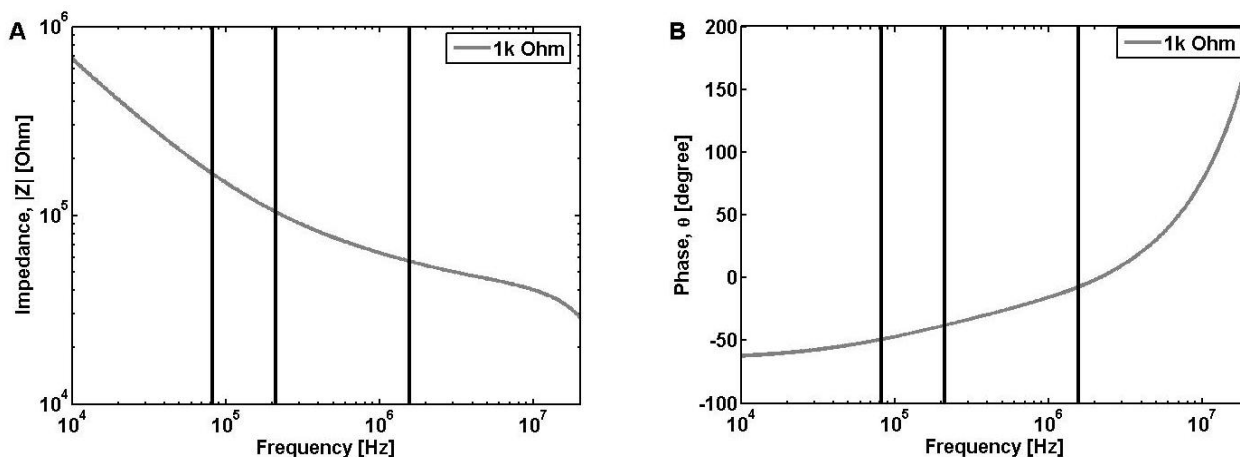 A
10^6
10^5
10^4
Impedance, |Z| [Ohm]
1k Ohm
10^4 10^5 10^6 10^7
Frequency [Hz]
B
200
150
100
50
0
-50
-100
Phase, θ [degree]
1k Ohm
10^4 10^5 10^6 10^7
Frequency [Hz]